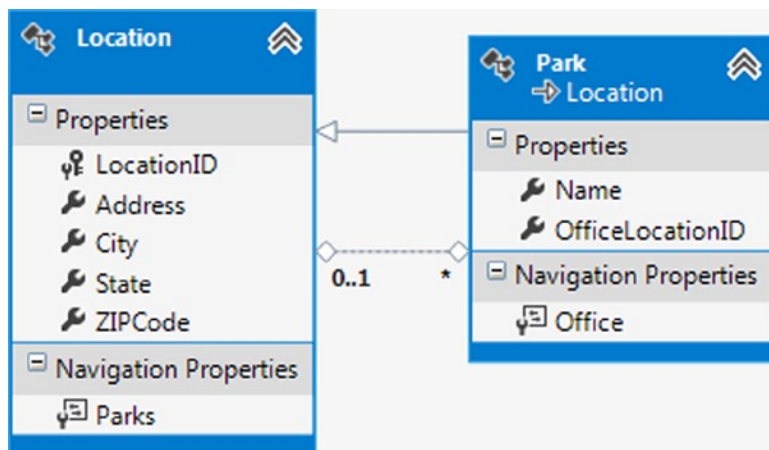 Location
Properties
LocationID
Address
City
State
ZIPCode
Navigation Properties
Parks
0..1
*
Park
Location
Properties
Name
OfficeLocationID
Navigation Properties
Office